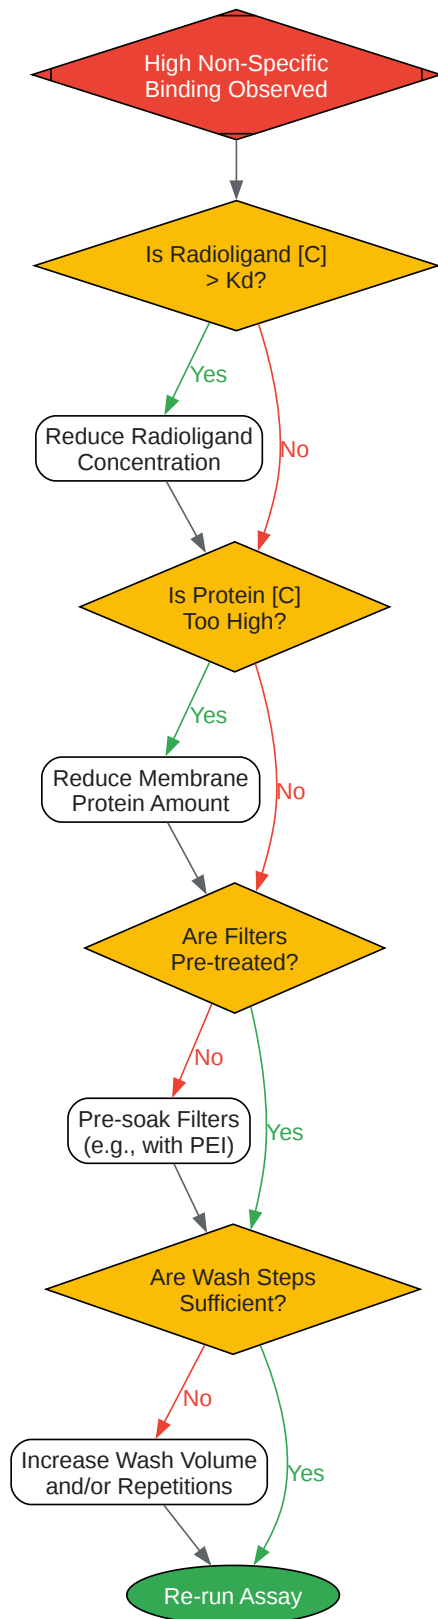 High Non-Specific
Binding Observed
Is Radioligand [C]
> Kd?
Yes
Reduce Radioligand
Concentration
No
Is Protein [C]
Too High?
Yes
Reduce Membrane
Protein Amount
No
Are Filters
Pre-treated?
No
Pre-soak Filters
(e.g., with PEI)
Yes
Are Wash Steps
Sufficient?
No
Increase Wash Volume
and/or Repetitions
Yes
Re-run Assay